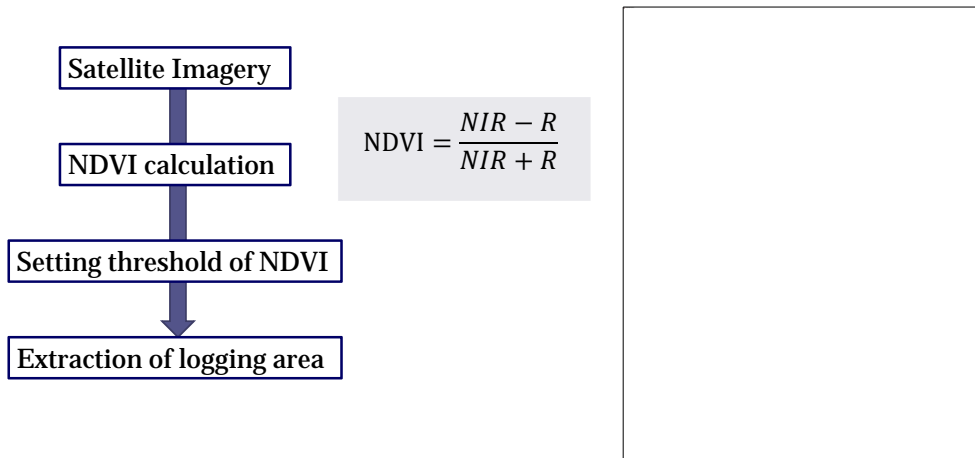 Satellite Imagery
NDVI calculation
NDVI = (NIR − R) / (NIR + R)
Setting threshold of NDVI
Extraction of logging area